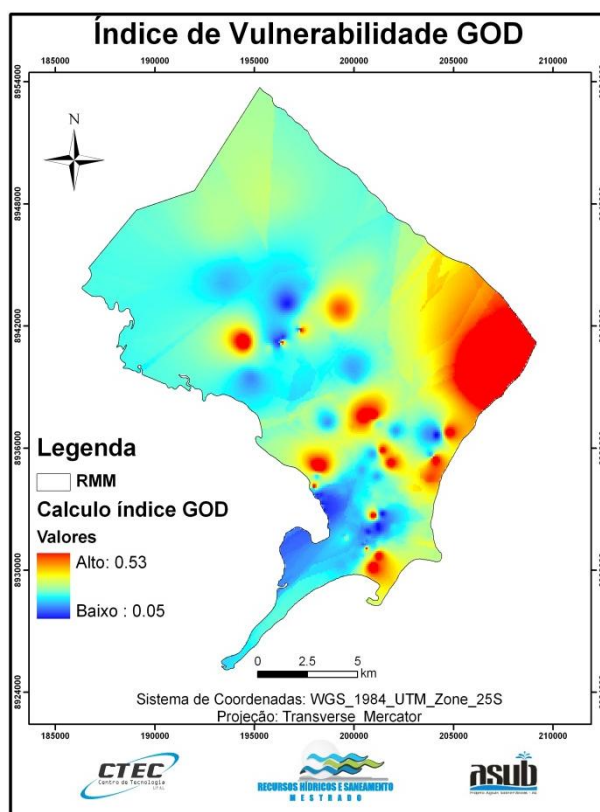 Índice de Vulnerabilidade GOD
185000 190000 195000 200000 205000 210000
8954000
N
8948000
8942000
8936000
Legenda
RMM
Calculo índice GOD
Valores
Alto: 0.53
Baixo : 0.05
8930000
0 2.5 5
km
8924000
Sistema de Coordenadas: WGS_1984_UTM_Zone_25S
Projeção: Transverse_Mercator
185000 190000 195000 200000 205000 210000
CTEC
Centro de Tecnologia
RECURSOS HÍDRICOS E SANEAMENTO
MESTRADO
asub